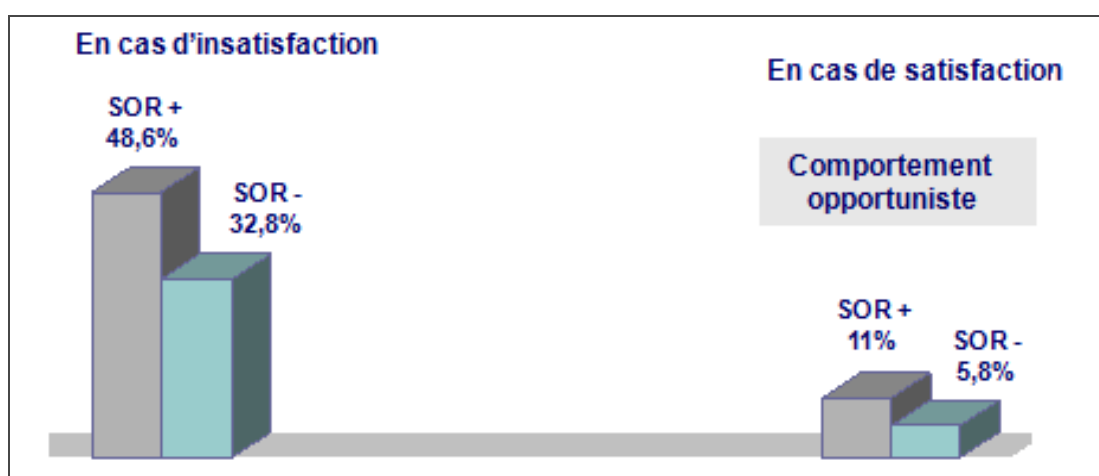 En cas d'insatisfaction
SOR +
48,6%
SOR -
32,8%
En cas de satisfaction
Comportement
opportuniste
SOR +
11%
SOR -
5,8%